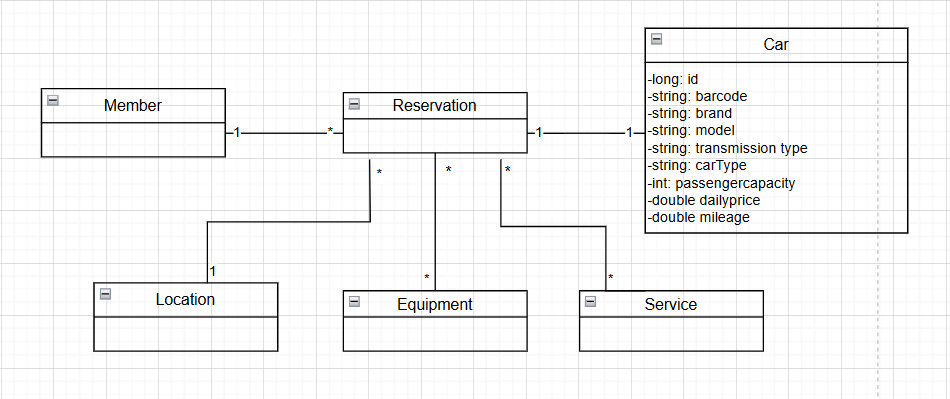 Car
-long: id
-string: barcode
-string: brand
-string: model
-string: transmission type
-string: carType
-int: passengercapacity
-double dailyprice
-double mileage
Member
1
*
Reservation
1
1
*
*
*
1
*
*
Location
Equipment
Service